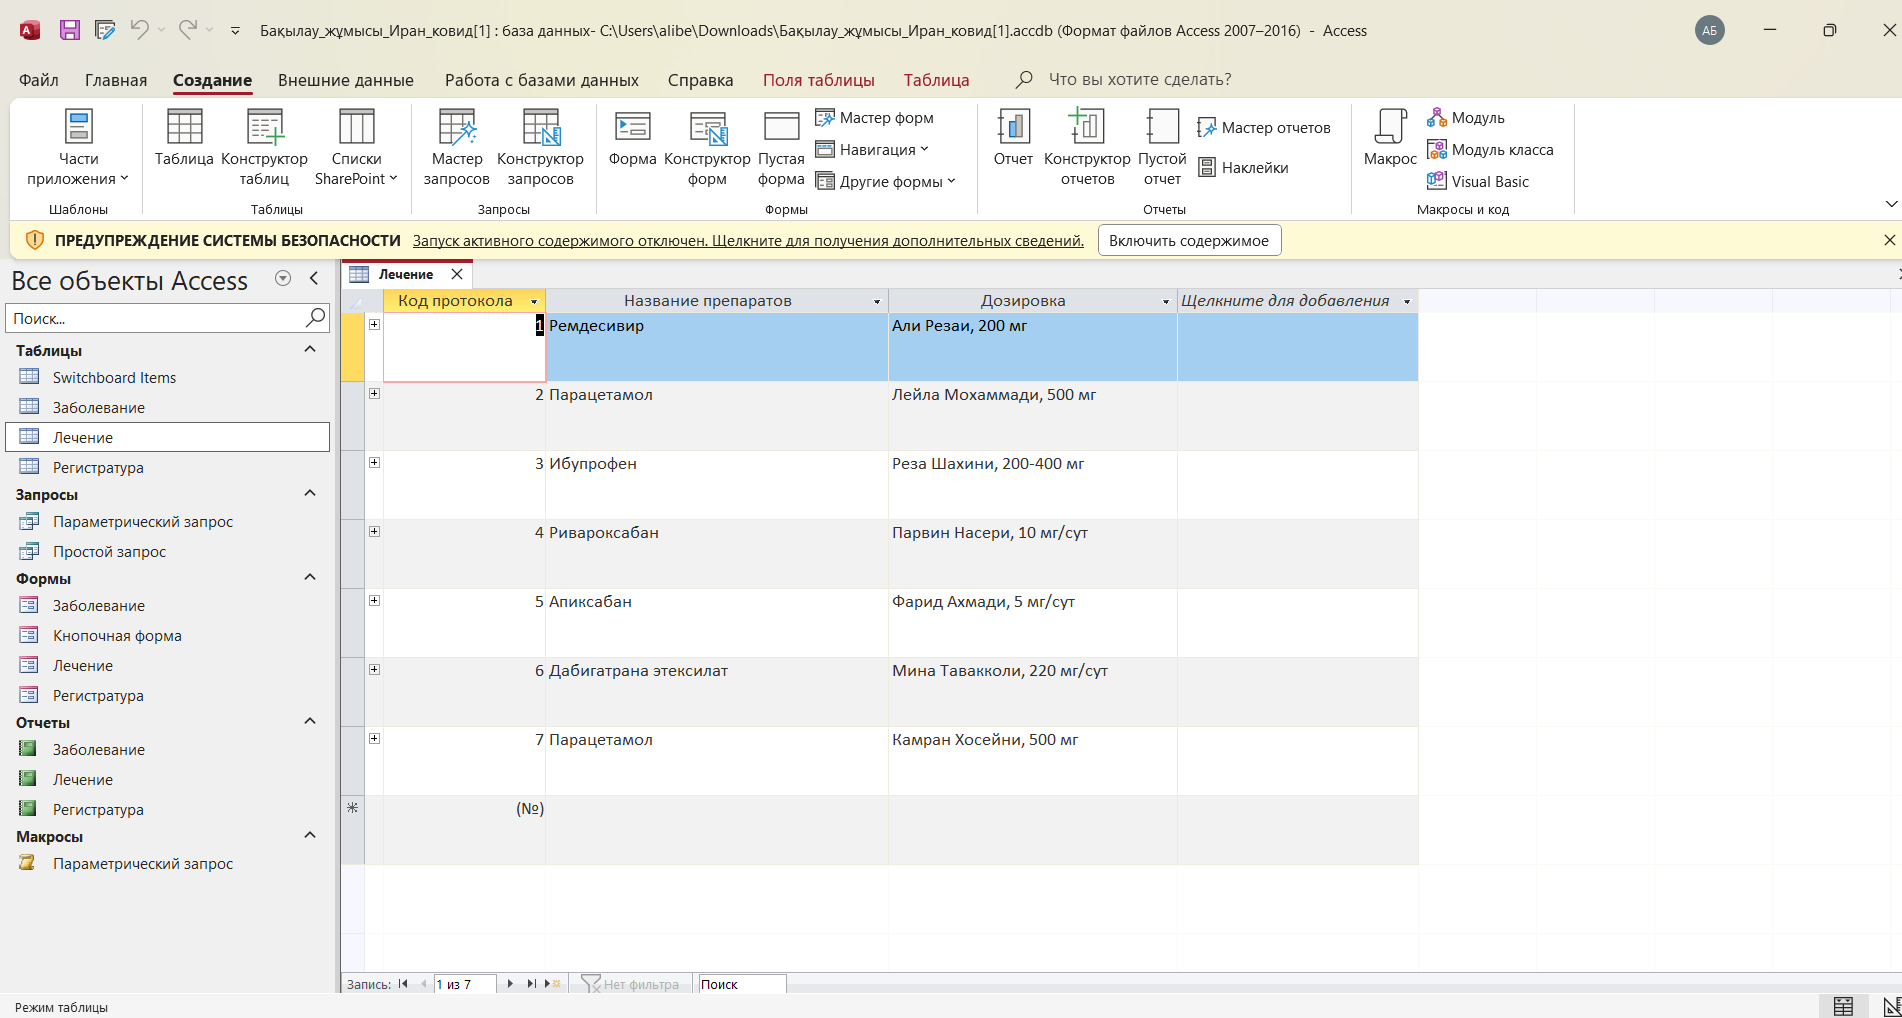 Бақылау_жұмысы_Иран_ковид[1] : база данных- C:\Users\alibe\Downloads\Бақылау_жұмысы_Иран_ковид[1].accdb (Формат файлов Access 2007–2016) - Access
АБ
Файл Главная Создание Внешние данные Работа с базами данных Справка Поля таблицы Таблица Что вы хотите сделать?
Части приложения
Шаблоны
Таблица
Конструктор таблиц
Списки SharePoint
Таблицы
Мастер запросов
Конструктор запросов
Запросы
Форма
Конструктор форм
Пустая форма
Мастер форм
Навигация
Другие формы
Формы
Отчет
Конструктор отчетов
Пустой отчет
Мастер отчетов
Наклейки
Отчеты
Макрос
Модуль
Модуль класса
Visual Basic
Макросы и код
ПРЕДУПРЕЖДЕНИЕ СИСТЕМЫ БЕЗОПАСНОСТИ Запуск активного содержимого отключен. Щелкните для получения дополнительных сведений. Включить содержимое
Все объекты Access
Поиск...
Таблицы
Switchboard Items
Заболевание
Лечение
Регистратура
Запросы
Параметрический запрос
Простой запрос
Формы
Заболевание
Кнопочная форма
Лечение
Регистратура
Отчеты
Заболевание
Лечение
Регистратура
Макросы
Параметрический запрос
Лечение
Код протокола Название препаратов Дозировка Щелкните для добавления
1 Ремдесивир Али Резаи, 200 мг
2 Парацетамол Лейла Мохаммади, 500 мг
3 Ибупрофен Реза Шахини, 200-400 мг
4 Ривароксабан Парвин Насери, 10 мг/сут
5 Апиксабан Фарид Ахмади, 5 мг/сут
6 Дабигатрана этексилат Мина Тавакколи, 220 мг/сут
7 Парацетамол Камран Хосейни, 500 мг
(№)
Запись: 1 из 7 Нет фильтра Поиск
Режим таблицы